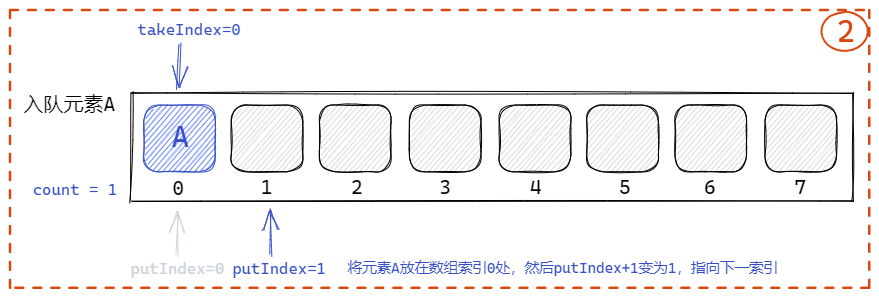 takeIndex=0
2
入队元素A
A
count = 1
0 1 2 3 4 5 6 7
putIndex=0 putIndex=1 将元素A放在数组索引0处，然后putIndex+1变为1，指向下一索引